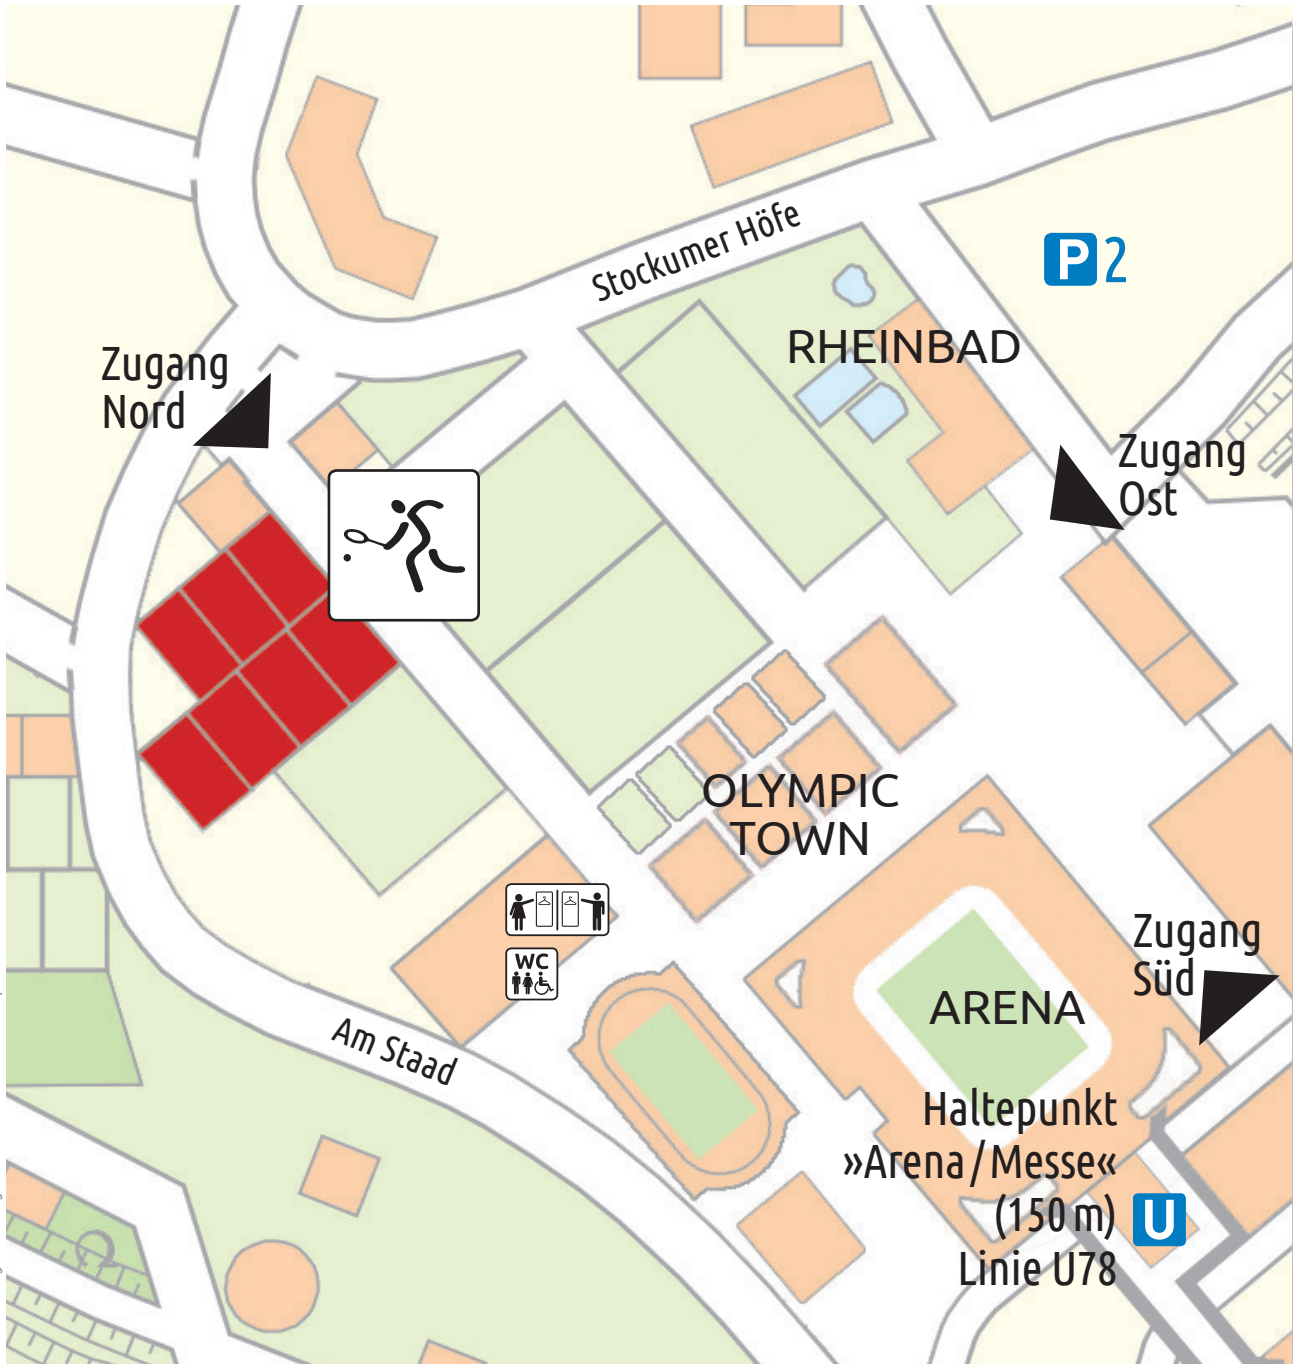 Stockumer Höfe
P 2
RHEINBAD
Zugang
Nord
Zugang
Ost
OLYMPIC
TOWN
WC
Zugang
Süd
ARENA
Am Staad
Haltepunkt
»Arena/Messe«
(150 m)
U
Linie U78